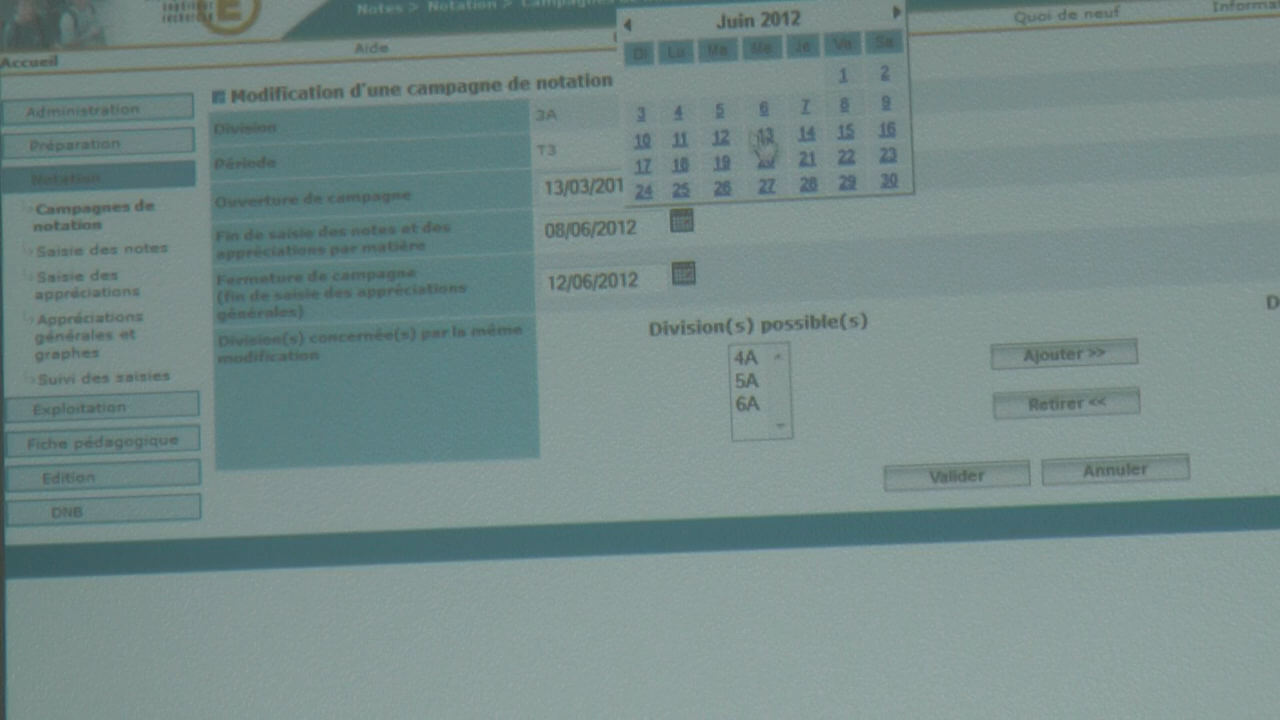 recherche
Notes > Notation > Campagnes de
Quoi de neuf
Accueil
Aide
Juin 2012
Di Lu Ma Me Je Ve Sa
1 2
3 4 5 6 7 8 9
10 11 12 13 14 15 16
17 18 19 20 21 22 23
24 25 26 27 28 29 30
Administration
Préparation
Notation
Campagnes de
notation
Saisie des notes
Saisie des
appréciations
Appréciations
générales et
graphes
Suivi des saisies
Exploitation
Fiche pédagogique
Edition
DNB
Modification d'une campagne de notation
Division 3A
Période T3
Ouverture de campagne 13/03/201
Fin de saisie des notes et des
appréciations par matière
08/06/2012
Fermeture de campagne
(fin de saisie des appréciations
générales)
12/06/2012
Division(s) concernée(s) par la même
modification
Division(s) possible(s)
4A
5A
6A
Ajouter >>
Retirer <<
Valider Annuler